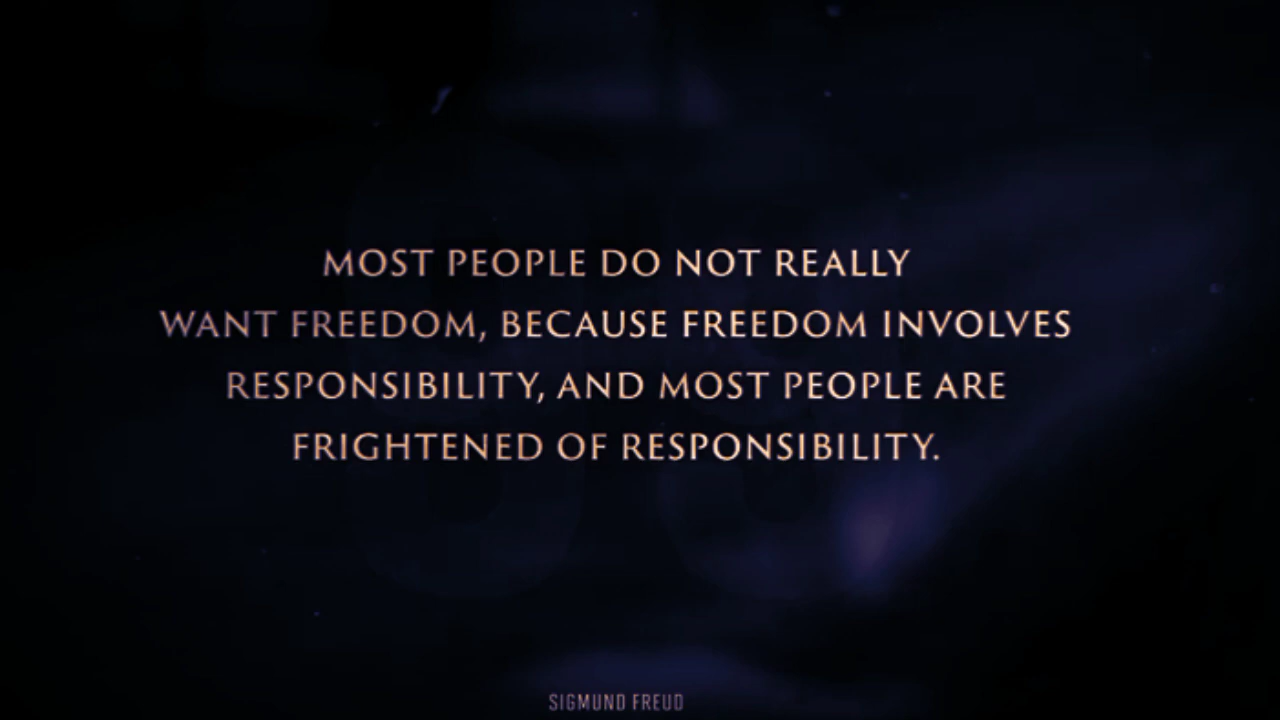 MOST PEOPLE DO NOT REALLY
WANT FREEDOM, BECAUSE FREEDOM INVOLVES
RESPONSIBILITY, AND MOST PEOPLE ARE
FRIGHTENED OF RESPONSIBILITY.
SIGMUND FREUD